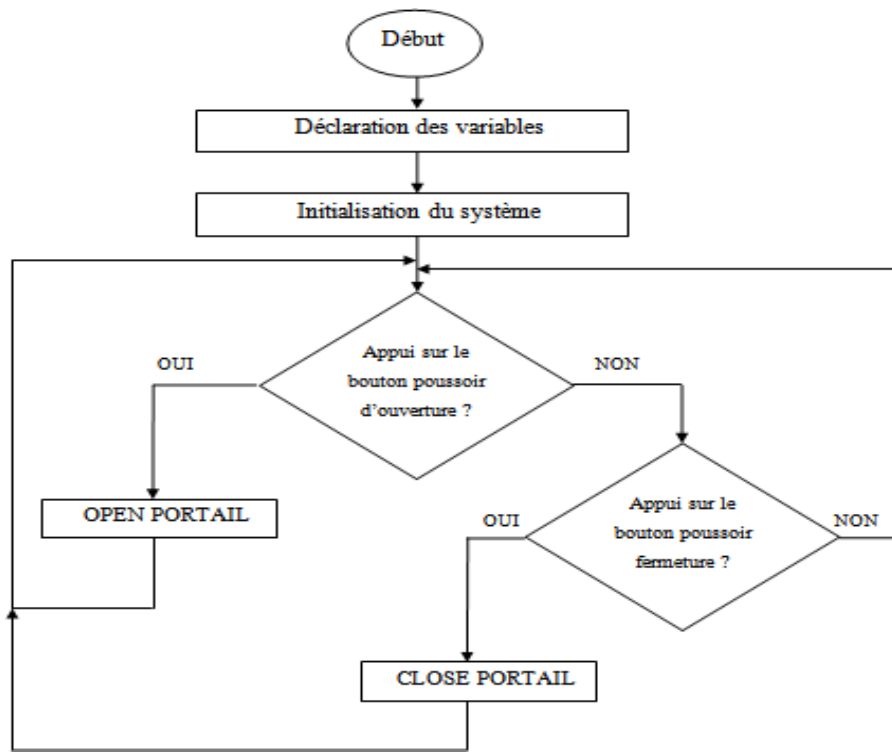 Début
Déclaration des variables
Initialisation du système
Appui sur le
bouton poussoir
d'ouverture ?
OUI
NON
OPEN PORTAIL
Appui sur le
bouton poussoir
fermeture ?
OUI
NON
CLOSE PORTAIL